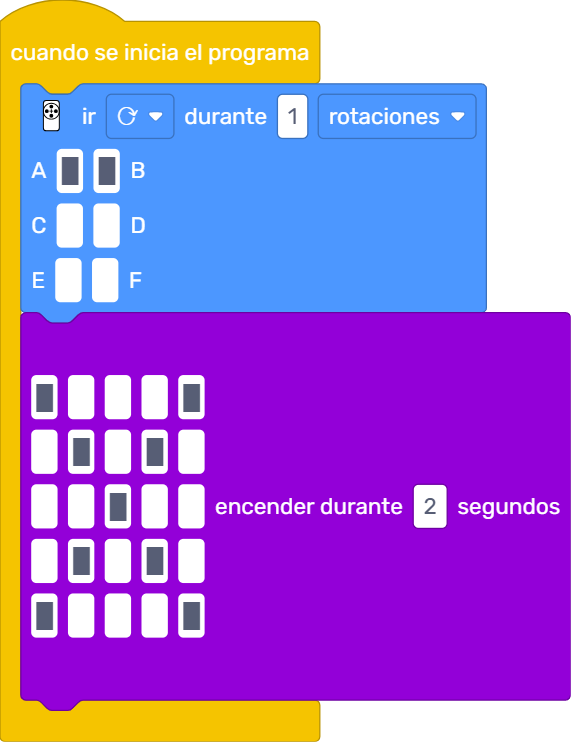 cuando se inicia el programa
ir durante 1 rotaciones
A B
C D
E F
encender durante 2 segundos